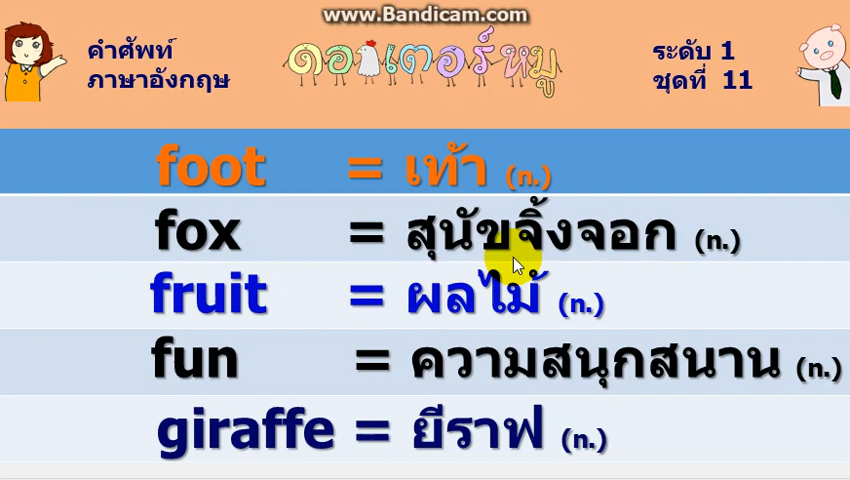 www.Bandicam.com
คำศัพท์
ภาษาอังกฤษ
ดอกเตอร์หมู
ระดับ 1
ชุดที่ 11
foot = เท้า (n.)
fox = สุนัขจิ้งจอก (n.)
fruit = ผลไม้ (n.)
fun = ความสนุกสนาน (n.)
giraffe = ยีราฟ (n.)